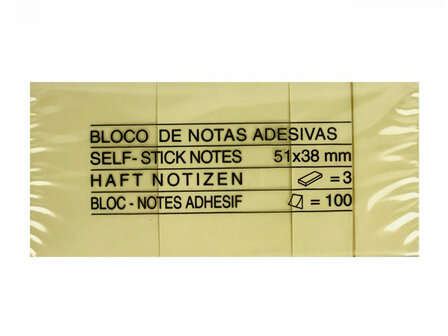 BLOCO DE NOTAS ADESIVAS
SELF-STICK NOTES 51x38 mm
HAFT NOTIZEN = 3
BLOC - NOTES ADHESIF = 100